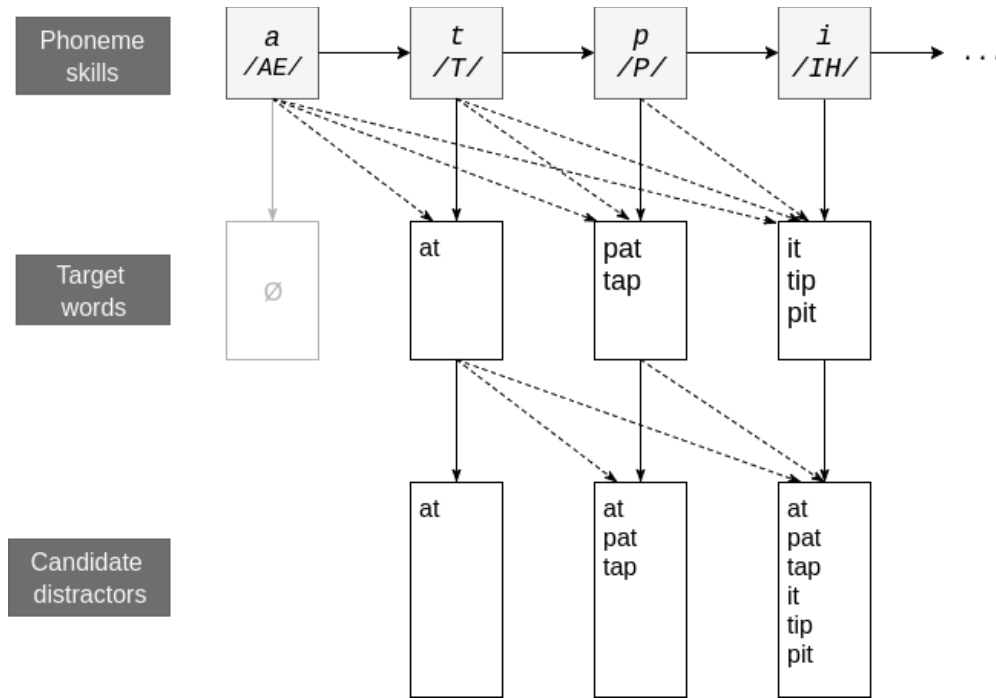 Phoneme
skills
a
/AE/
t
/T/
p
/P/
i
/IH/
...
Target
words
Ø
at
pat
tap
it
tip
pit
Candidate
distractors
at
at
pat
tap
at
pat
tap
it
tip
pit